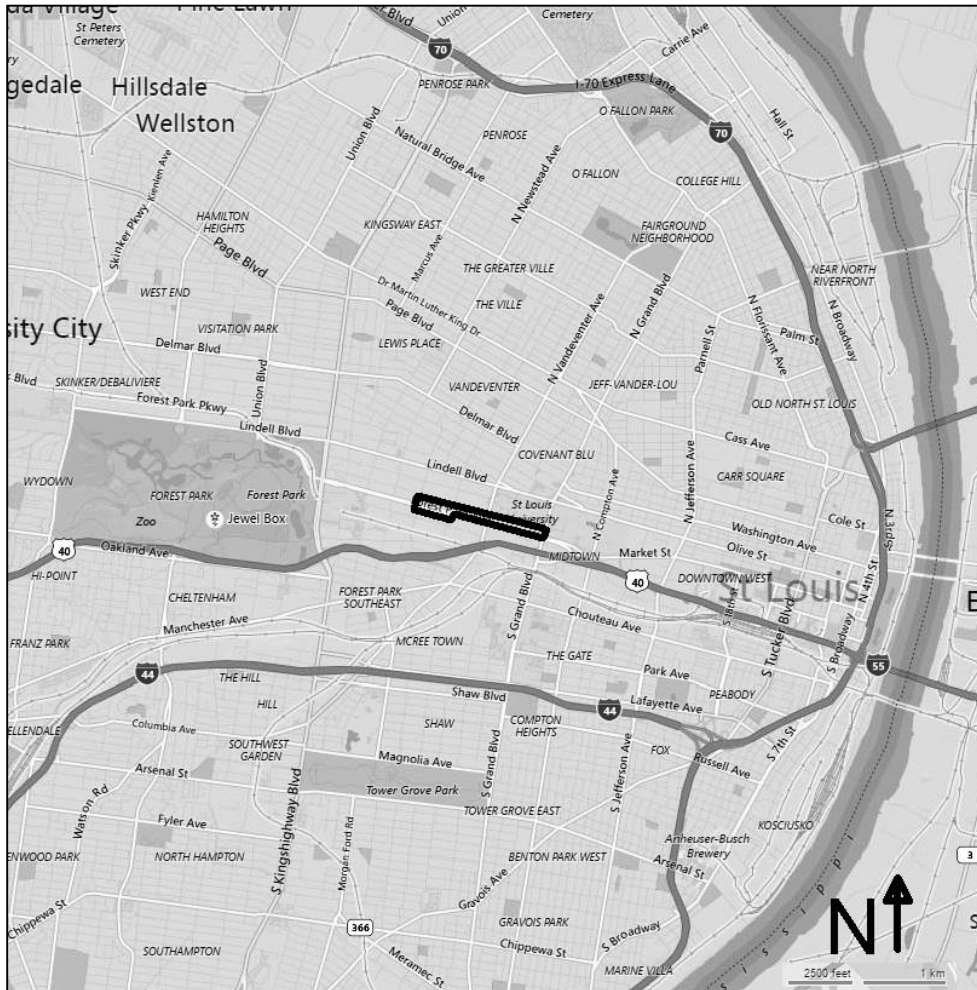 St Peters
Cemetery
Cemetery
Union
70
Carrie Ave
I-70 Express Lane
Hillsdale
Wellston
PENROSE PARK
O FALLON PARK
Union Blvd
Hall St
Kienlen Ave
Skinker Pkwy
Natural Bridge Ave
PENROSE
70
O FALLON
COLLEGE HILL
N Newstead Ave
HAMILTON
HEIGHTS
KINGSWAY EAST
FAIRGROUND
NEIGHBORHOOD
Page Blvd
Marcus Ave
THE GREATER VILLE
NEAR NORTH
RIVERFRONT
WEST END
Dr Martin Luther King Dr
THE VILLE
N Vandeventer Ave
N Grand Blvd
N Florissant Ave
N Broadway
sity City
VISITATION PARK
Page Blvd
Parnell St
Palm St
Delmar Blvd
LEWIS PLACE
SKINKER/DEBALIVIERE
Union Blvd
VANDEVENTER
JEFF-VANDER-LOU
Forest Park Pkwy
OLD NORTH ST. LOUIS
Lindell Blvd
Delmar Blvd
Cass Ave
COVENANT BLU
Lindell Blvd
CARR SQUARE
WYDOWN
FOREST PARK
Forest Park
St Louis
University
N Compton Ave
N Jefferson Ave
Zoo
Jewel Box
Cole St
N 3rd St
Washington Ave
Olive St
40
Oakland Ave
MIDTOWN
Market St
HI-POINT
40
DOWNTOWN WEST
N 4th St
CHELTENHAM
FOREST PARK
SOUTHEAST
St Louis
Chouteau Ave
S 18th St
S Tucker Blvd
S Broadway
Manchester Ave
S Grand Blvd
FRANZ PARK
MCREE TOWN
THE GATE
Park Ave
55
44
THE HILL
Shaw Blvd
Lafayette Ave
PEABODY
44
HILL
SHAW
COMPTON
HEIGHTS
Columbia Ave
FOX
S 7th St
SOUTHWEST
GARDEN
Magnolia Ave
S Grand Blvd
S Jefferson Ave
Russell Ave
Arsenal St
Tower Grove Park
Watson Rd
S Kingshighway Blvd
TOWER GROVE EAST
Fyler Ave
KOSCIUSKO
Anheuser-Busch
Brewery
NORTH HAMPTON
Morgan Ford Rd
BENTON PARK WEST
Arsenal St
3
Chippewa St
Gravois Ave
GRAVOIS PARK
366
Chippewa St
S Broadway
SOUTHAMPTON
Meramec St
MARINE VILLA
N
2500 feet
1 km